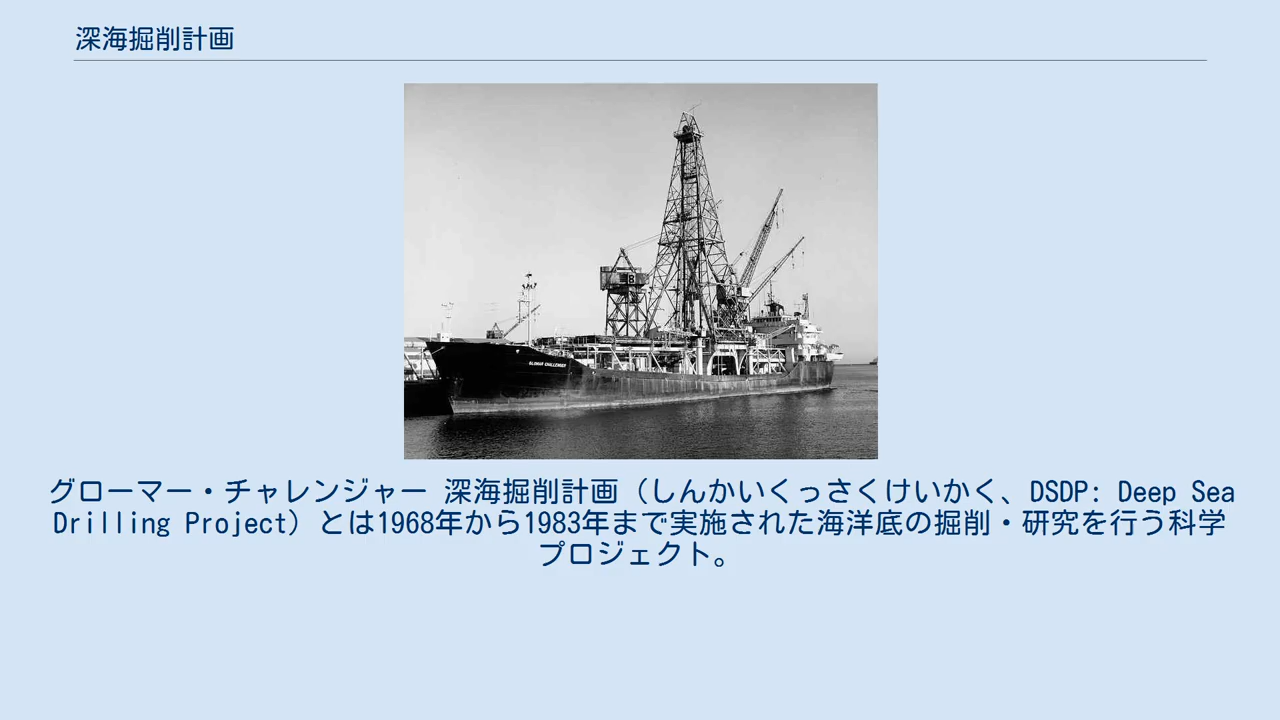 深海掘削計画
B
GLOMAR CHALLENGER
グローマー・チャレンジャー 深海掘削計画（しんかいくっさくけいかく、DSDP: Deep Sea
Drilling Project）とは1968年から1983年まで実施された海洋底の掘削・研究を行う科学
プロジェクト。